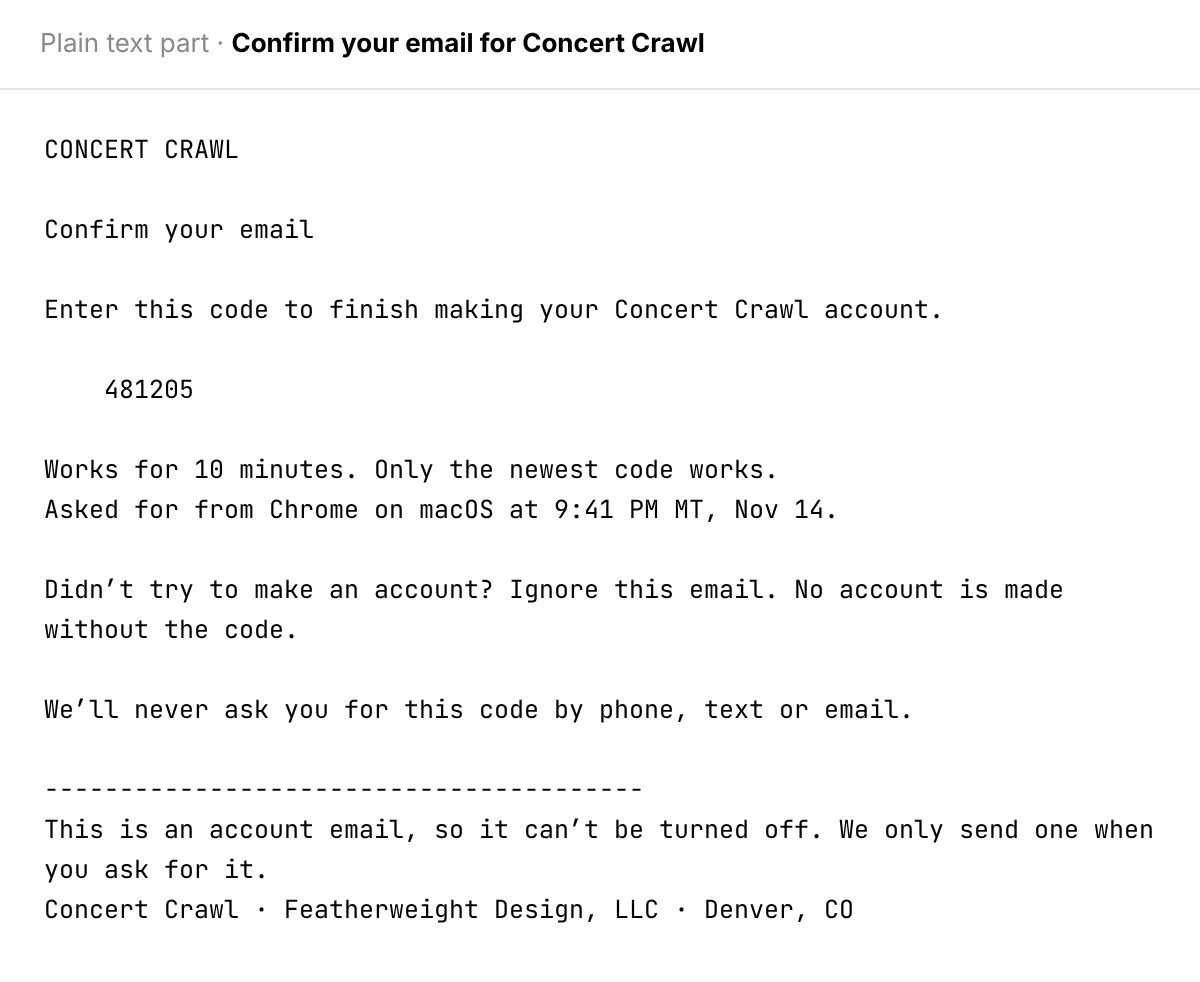 Plain text part · Confirm your email for Concert Crawl
CONCERT CRAWL
Confirm your email
Enter this code to finish making your Concert Crawl account.
481205
Works for 10 minutes. Only the newest code works.
Asked for from Chrome on macOS at 9:41 PM MT, Nov 14.
Didn’t try to make an account? Ignore this email. No account is made
without the code.
We’ll never ask you for this code by phone, text or email.
----------------------------------------
This is an account email, so it can’t be turned off. We only send one when
you ask for it.
Concert Crawl · Featherweight Design, LLC · Denver, CO